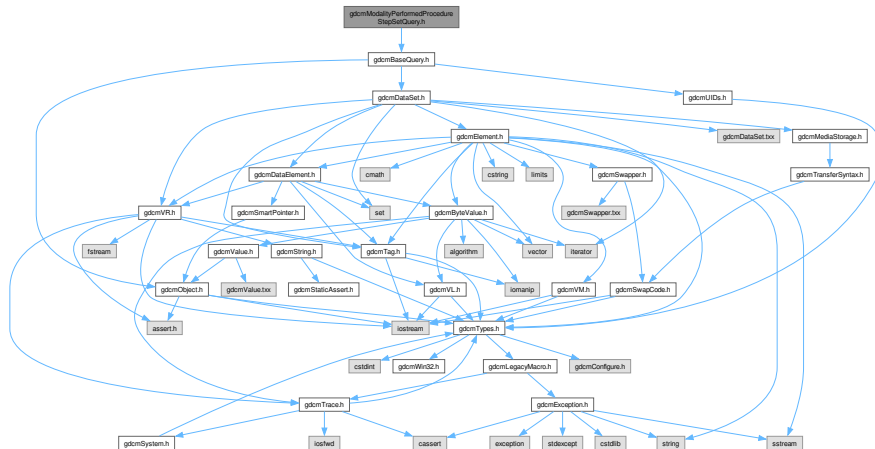 gdcmModalityPerformedProcedure
StepSetQuery.h
gdcmBaseQuery.h
gdcmDataSet.h
gdcmUIDs.h
gdcmElement.h
gdcmDataSet.txx
gdcmMediaStorage.h
gdcmDataElement.h
cmath
cstring
limits
gdcmSwapper.h
gdcmTransferSyntax.h
gdcmVR.h
gdcmSmartPointer.h
set
gdcmByteValue.h
gdcmSwapper.txx
fstream
gdcmValue.h
gdcmString.h
gdcmTag.h
algorithm
vector
iterator
gdcmObject.h
gdcmValue.txx
gdcmStaticAssert.h
gdcmVL.h
iomanip
gdcmVM.h
gdcmSwapCode.h
assert.h
iostream
gdcmTypes.h
cstdint
gdcmWin32.h
gdcmLegacyMacro.h
gdcmConfigure.h
gdcmTrace.h
gdcmException.h
gdcmSystem.h
iosfwd
cassert
exception
stdexcept
cstdlib
string
sstream